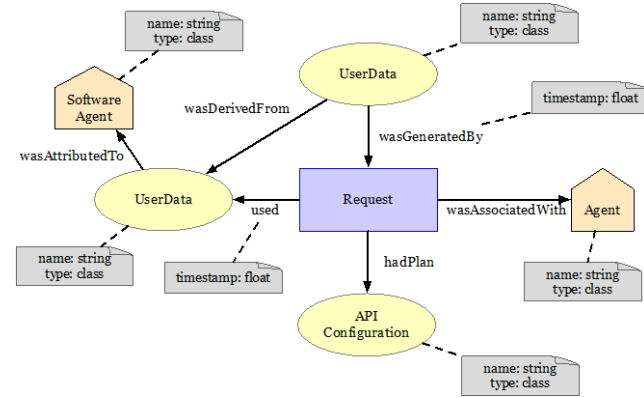 name: string
type: class
name: string
type: class
UserData
Software
Agent
wasDerivedFrom
timestamp: float
wasGeneratedBy
wasAttributedTo
UserData
used
Request
wasAssociatedWith
Agent
name: string
type: class
timestamp: float
hadPlan
name: string
type: class
API
Configuration
name: string
type: class